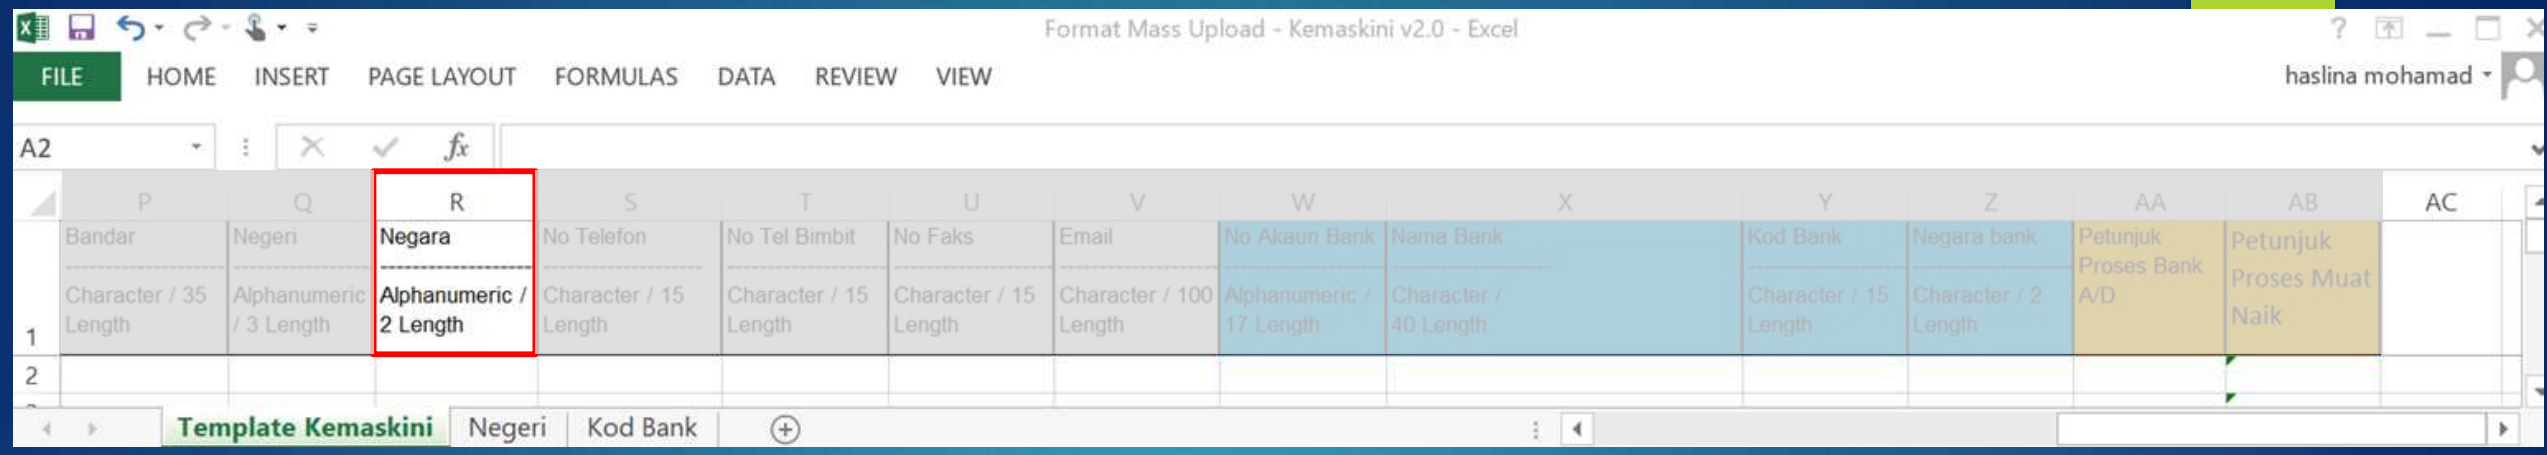 Format Mass Upload - Kemaskini v2.0 - Excel
?
FILE HOME INSERT PAGE LAYOUT FORMULAS DATA REVIEW VIEW haslina mohamad
A2 fx
P Q R S T U V W X Y Z AA AB AC
Bandar Negeri Negara No Telefon No Tel Bimbit No Faks Email No Akaun Bank Nama Bank Kod Bank Negara bank Petunjuk Petunjuk
-------------------- Proses Bank Proses Muat
Character / 35 Alphanumeric Alphanumeric / Character / 15 Character / 15 Character / 15 Character / 100 Alphanumeric / Character / Character / 15 Character / 2 A/D Naik
1 Length / 3 Length 2 Length Length Length Length Length 17 Length 40 Length Length Length
2
Template Kemaskini Negeri Kod Bank